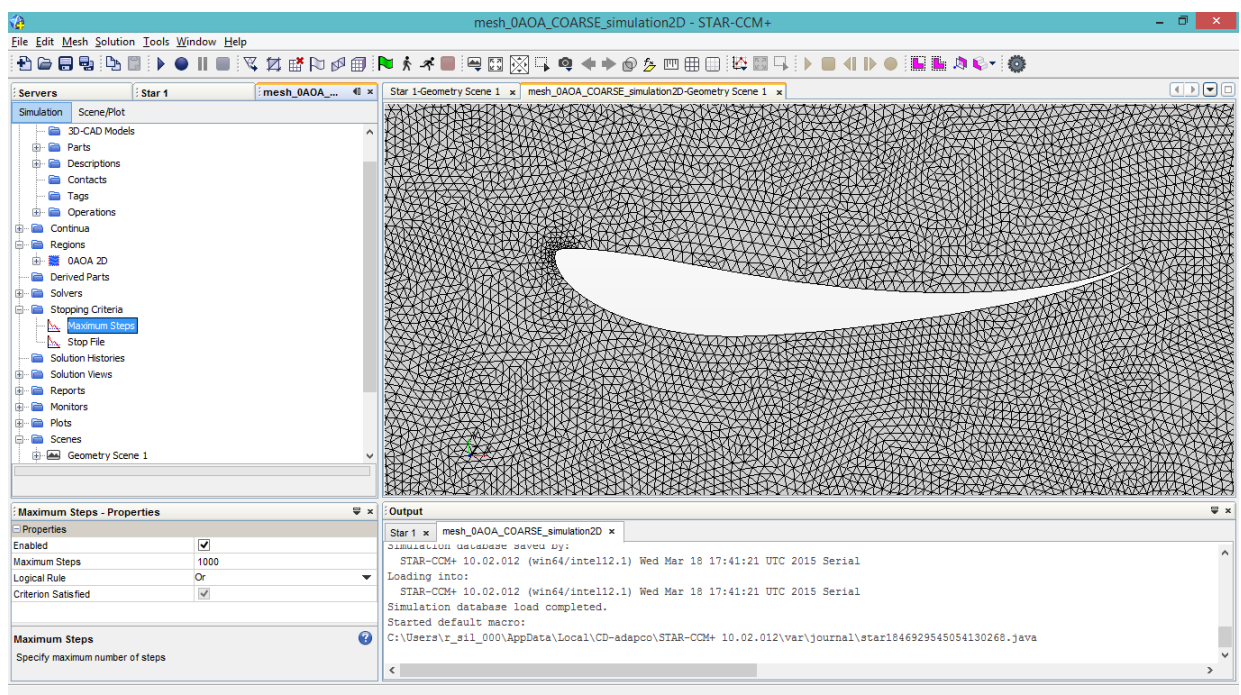 mesh_0AOA_COARSE_simulation2D - STAR-CCM+
File Edit Mesh Solution Tools Window Help
Servers
Star 1
mesh_0AOA_...
Simulation Scene/Plot
3D-CAD Models
Parts
Descriptions
Contacts
Tags
Operations
Continua
Regions
0AOA 2D
Derived Parts
Solvers
Stopping Criteria
Maximum Steps
Stop File
Solution Histories
Solution Views
Reports
Monitors
Plots
Scenes
Geometry Scene 1
Star 1-Geometry Scene 1
mesh_0AOA_COARSE_simulation2D-Geometry Scene 1
Maximum Steps - Properties
Properties
Enabled
Maximum Steps 1000
Logical Rule Or
Criterion Satisfied
Maximum Steps
Specify maximum number of steps
Output
Star 1 mesh_0AOA_COARSE_simulation2D
Simulation database saved by:
STAR-CCM+ 10.02.012 (win64/intel12.1) Wed Mar 18 17:41:21 UTC 2015 Serial
Loading into:
STAR-CCM+ 10.02.012 (win64/intel12.1) Wed Mar 18 17:41:21 UTC 2015 Serial
Simulation database load completed.
Started default macro:
C:\Users\r_sil_000\AppData\Local\CD-adapco\STAR-CCM+ 10.02.012\var\journal\star1846929545054130268.java